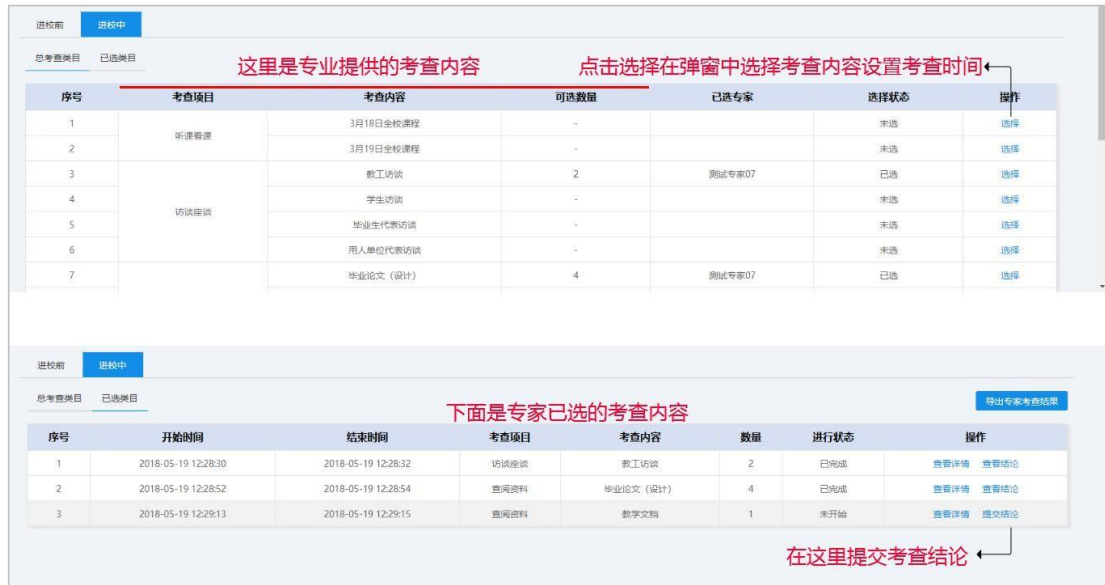 进校前 进校中
总考查类目 已选类目
这里是专业提供的考查内容 点击选择在弹窗中选择考查内容设置考查时间
序号 考查项目 考查内容 可选数量 已选专家 选择状态 操作
1 听课看课 3月18日全校课程 - 未选 选择
2 3月19日全校课程 - 未选 选择
3 访谈座谈 教工访谈 2 测试专家07 已选 选择
4 学生访谈 - 未选 选择
5 毕业生代表访谈 - 未选 选择
6 用人单位代表访谈 - 未选 选择
7 毕业论文（设计） 4 测试专家07 已选 选择
进校前 进校中
总考查类目 已选类目 导出专家考查结果
下面是专家已选的考查内容
序号 开始时间 结束时间 考查项目 考查内容 数量 进行状态 操作
1 2018-05-19 12:28:30 2018-05-19 12:28:32 访谈座谈 教工访谈 2 已完成 查看详情 查看结论
2 2018-05-19 12:28:52 2018-05-19 12:28:54 查阅资料 毕业论文（设计） 4 已完成 查看详情 查看结论
3 2018-05-19 12:29:13 2018-05-19 12:29:15 查阅资料 教学文档 1 未开始 查看详情 提交结论
在这里提交考查结论